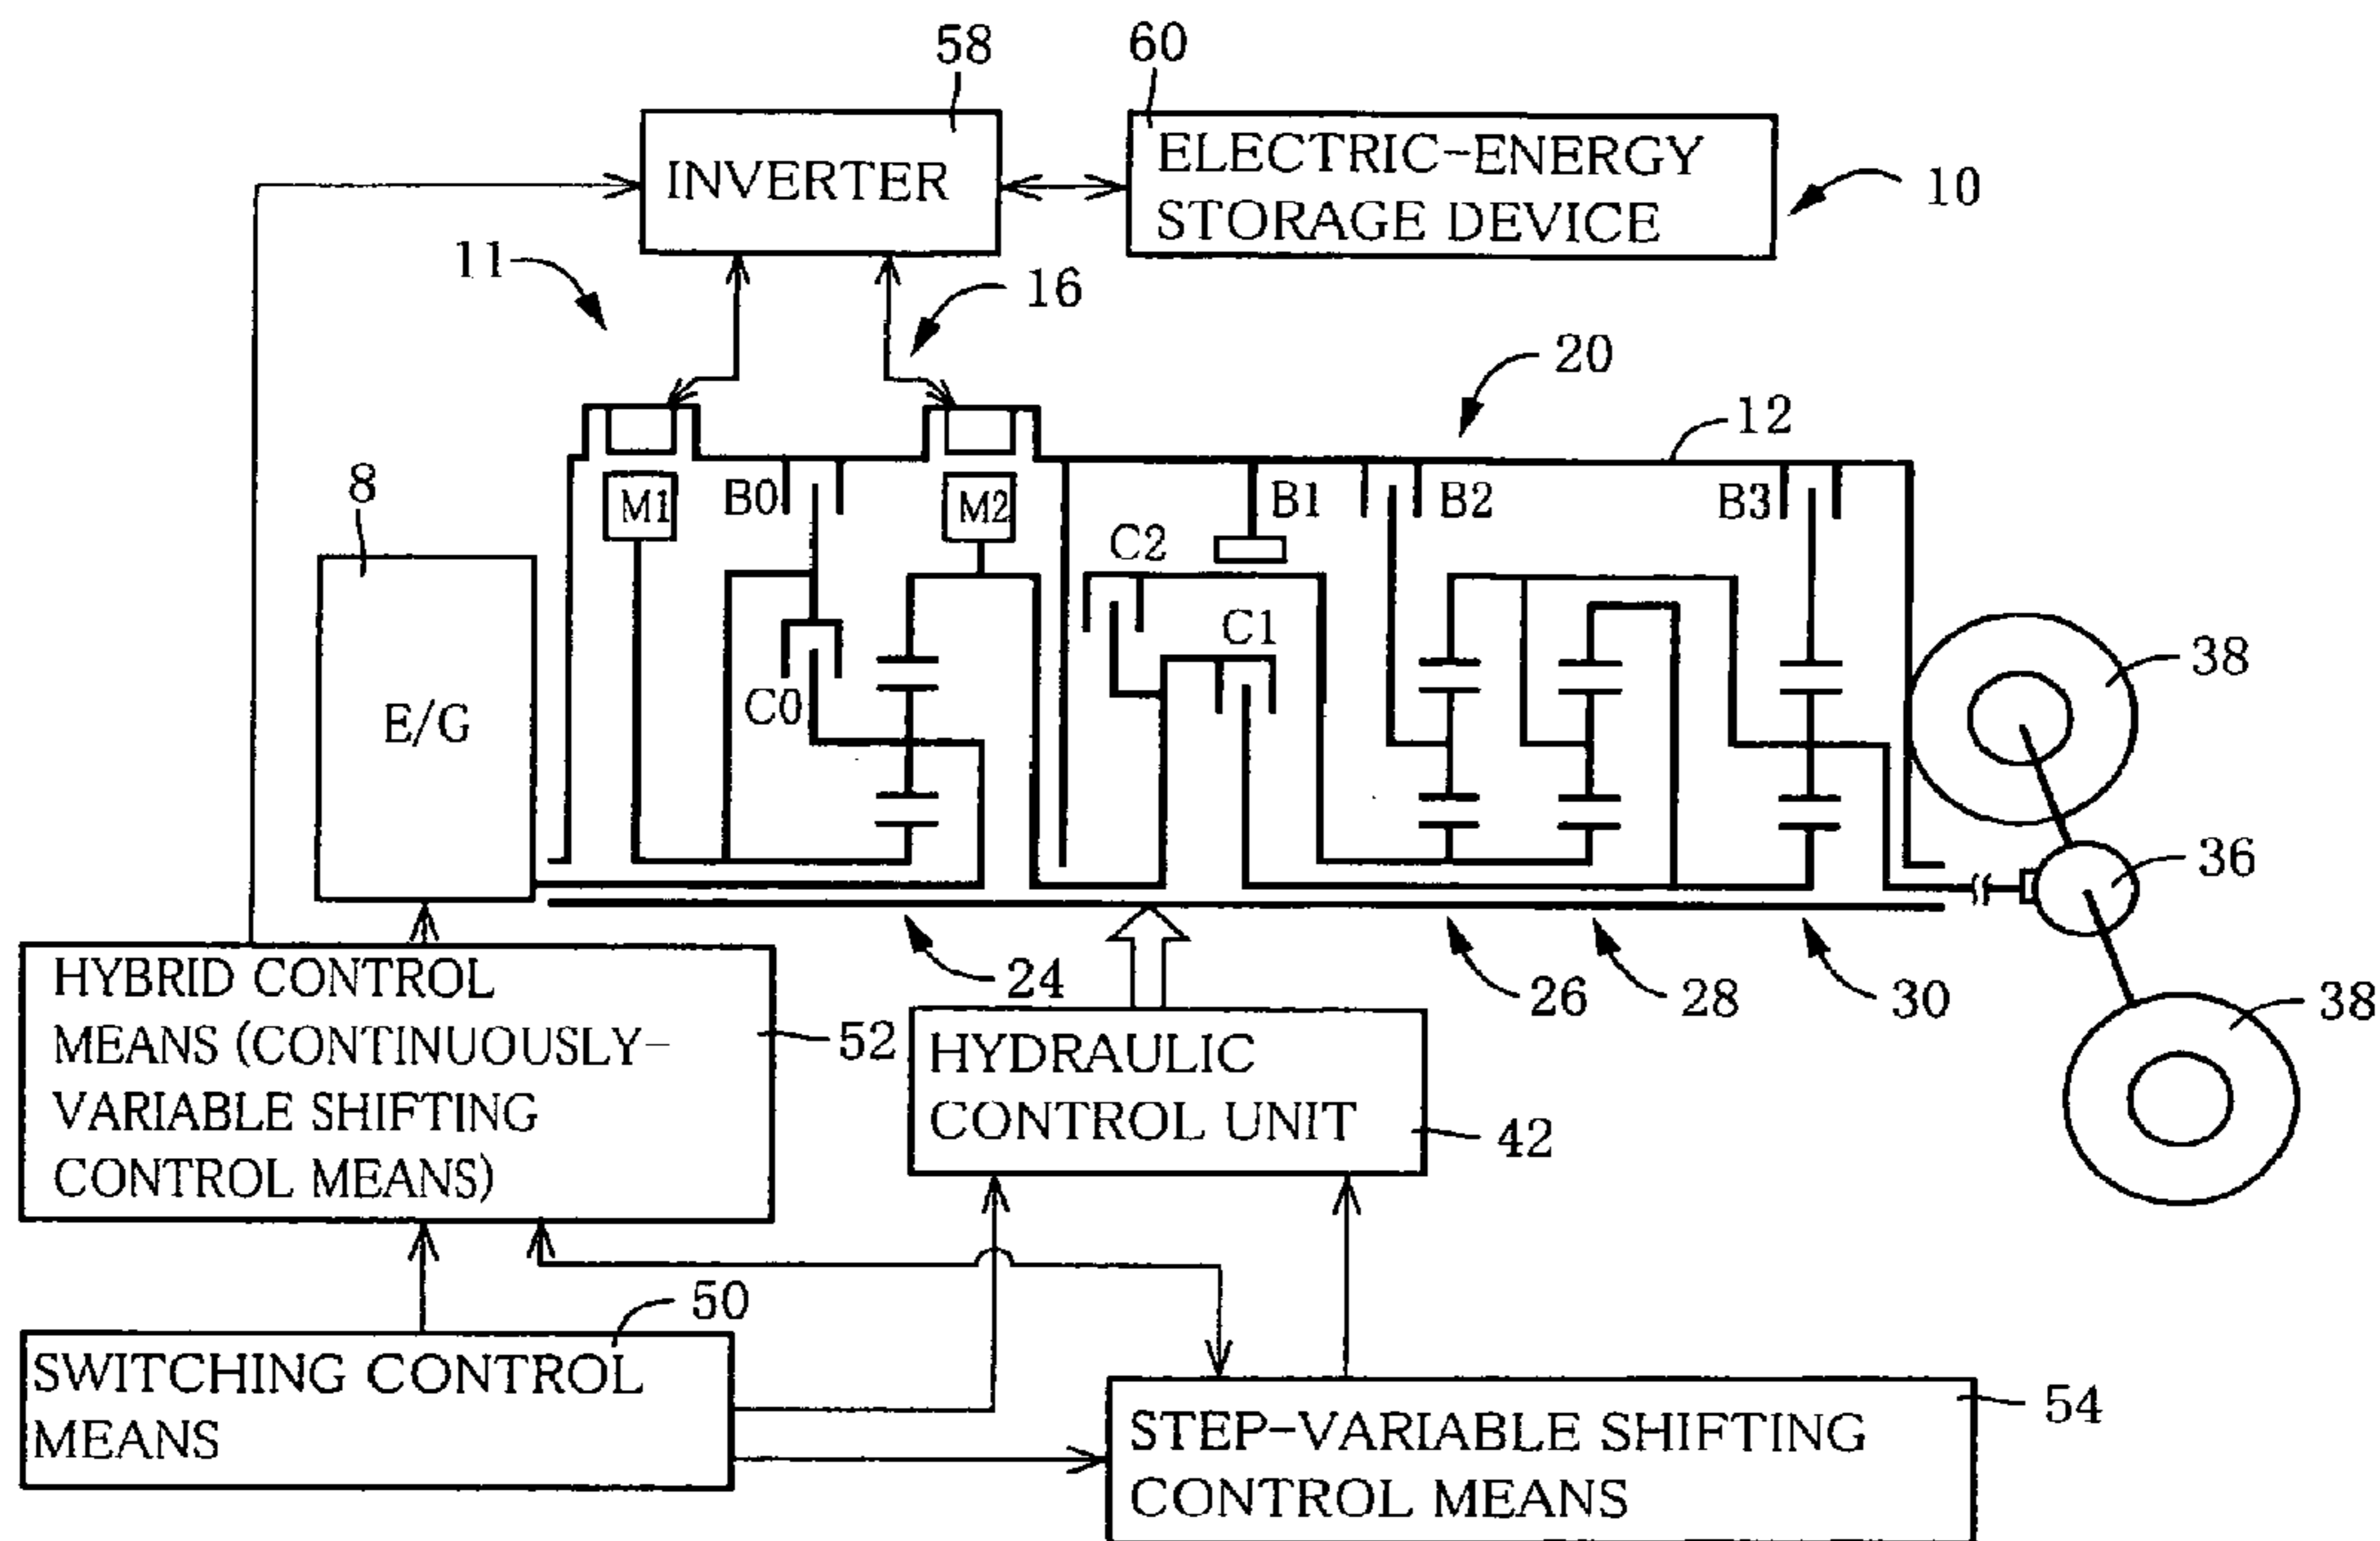 58
60
INVERTER
ELECTRIC-ENERGY
STORAGE DEVICE
10
11
16
20
12
8
M1
B0
M2
B1
B2
B3
C2
C1
C0
E/G
38
36
24
26
28
30
38
HYBRID CONTROL
MEANS (CONTINUOUSLY-
VARIABLE SHIFTING
CONTROL MEANS)
52
HYDRAULIC
CONTROL UNIT
42
50
SWITCHING CONTROL
MEANS
54
STEP-VARIABLE SHIFTING
CONTROL MEANS